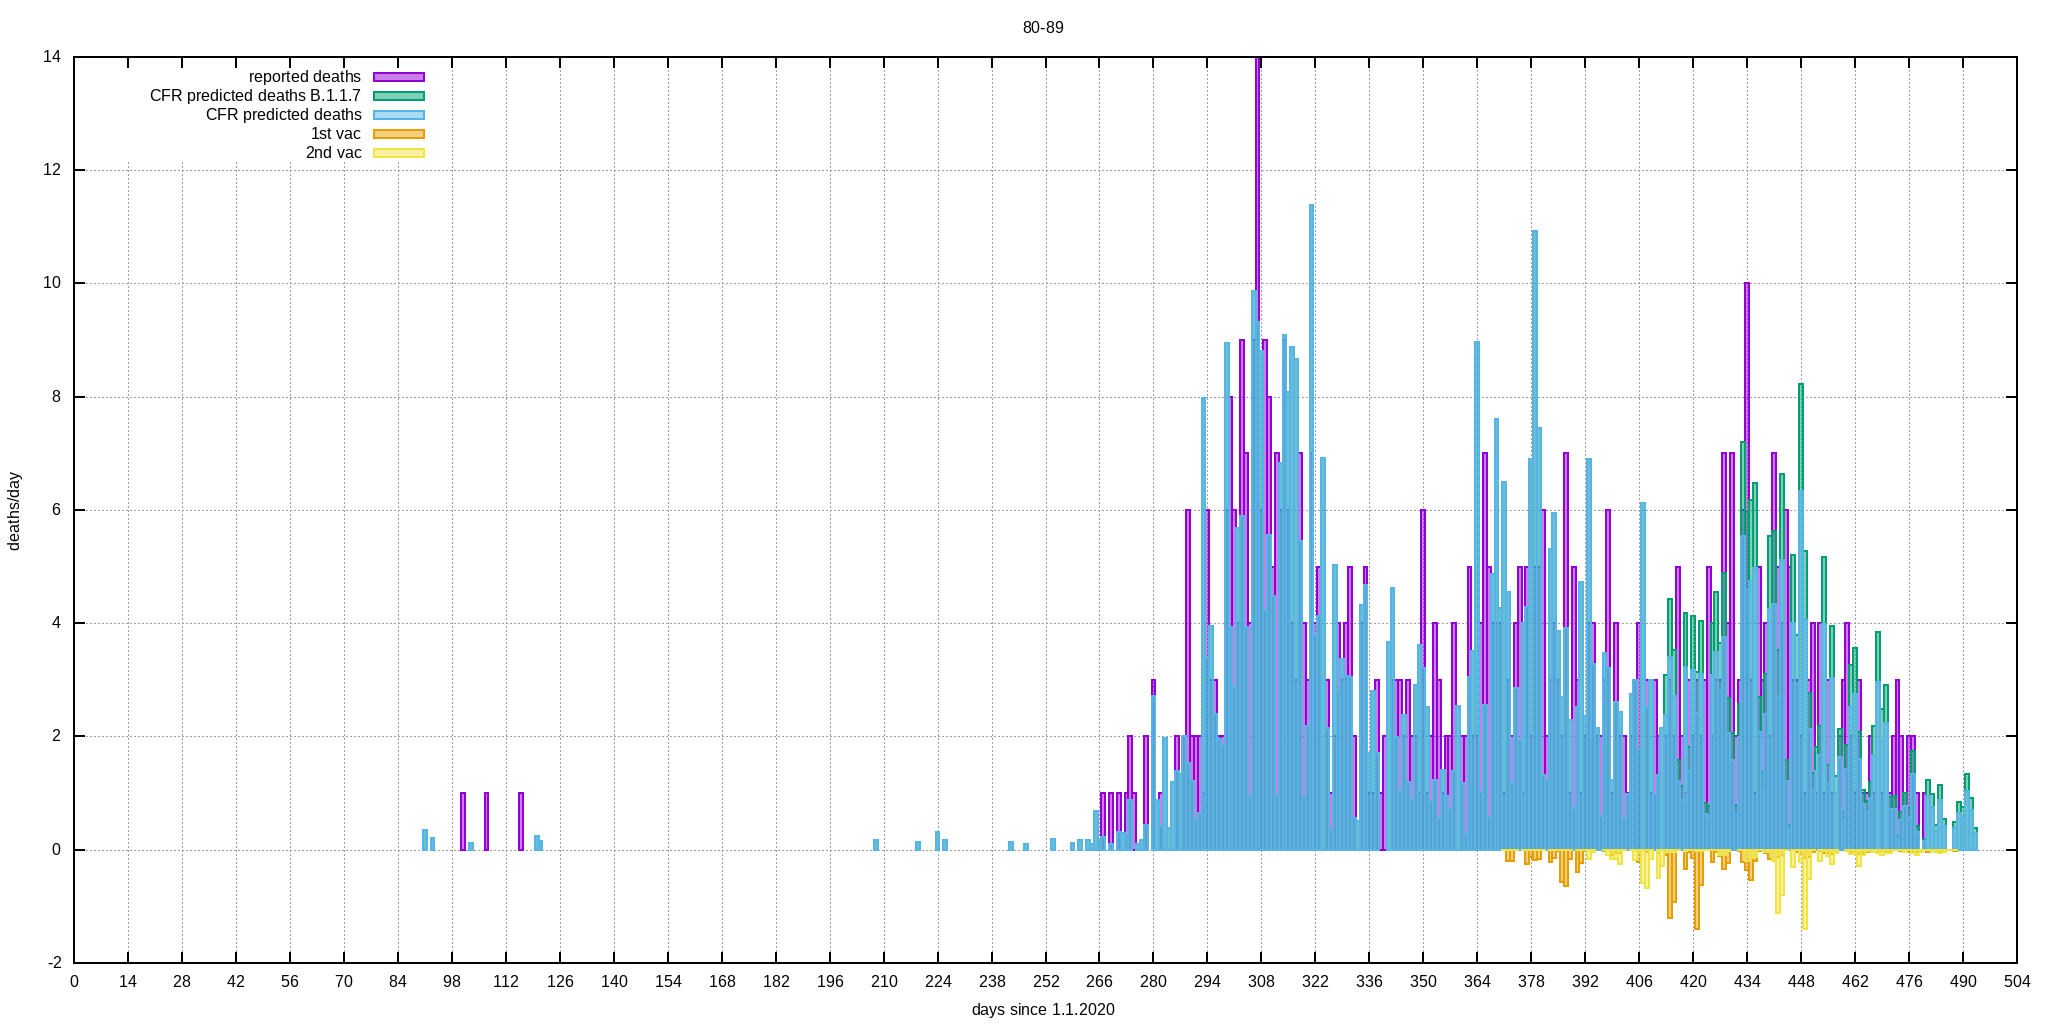 80-89
reported deaths
CFR predicted deaths B.1.1.7
CFR predicted deaths
1st vac
2nd vac
14
12
10
8
6
4
2
0
-2
deaths/day
0 14 28 42 56 70 84 98 112 126 140 154 168 182 196 210 224 238 252 266 280 294 308 322 336 350 364 378 392 406 420 434 448 462 476 490 504
days since 1.1.2020